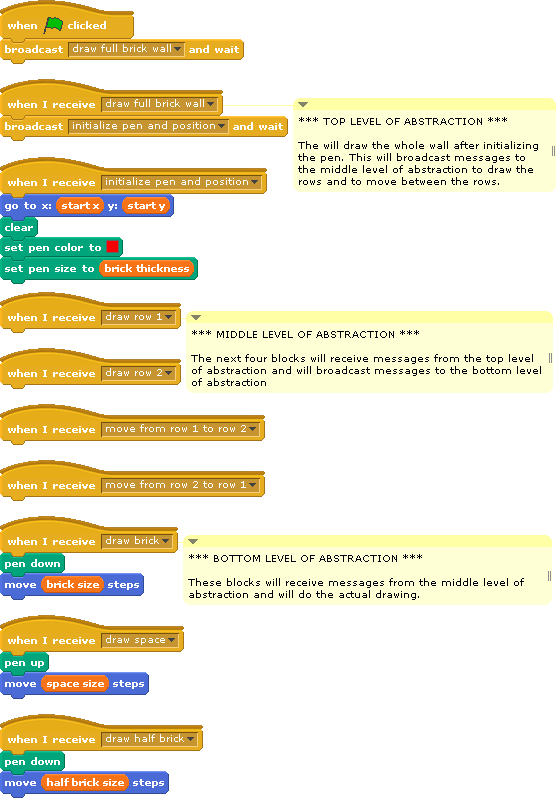 when clicked
broadcast draw full brick wall and wait
when I receive draw full brick wall
broadcast initialize pen and position and wait
*** TOP LEVEL OF ABSTRACTION ***
The will draw the whole wall after initializing
the pen. This will broadcast messages to
the middle level of abstraction to draw the
rows and to move between the rows.
when I receive initialize pen and position
go to x: start x y: start y
clear
set pen color to
set pen size to brick thickness
when I receive draw row 1
*** MIDDLE LEVEL OF ABSTRACTION ***
The next four blocks will receive messages from the top level
of abstraction and will broadcast messages to the bottom level
of abstraction
when I receive draw row 2
when I receive move from row 1 to row 2
when I receive move from row 2 to row 1
when I receive draw brick
pen down
move brick size steps
*** BOTTOM LEVEL OF ABSTRACTION ***
These blocks will receive messages from the middle level of
abstraction and will do the actual drawing.
when I receive draw space
pen up
move space size steps
when I receive draw half brick
pen down
move half brick size steps